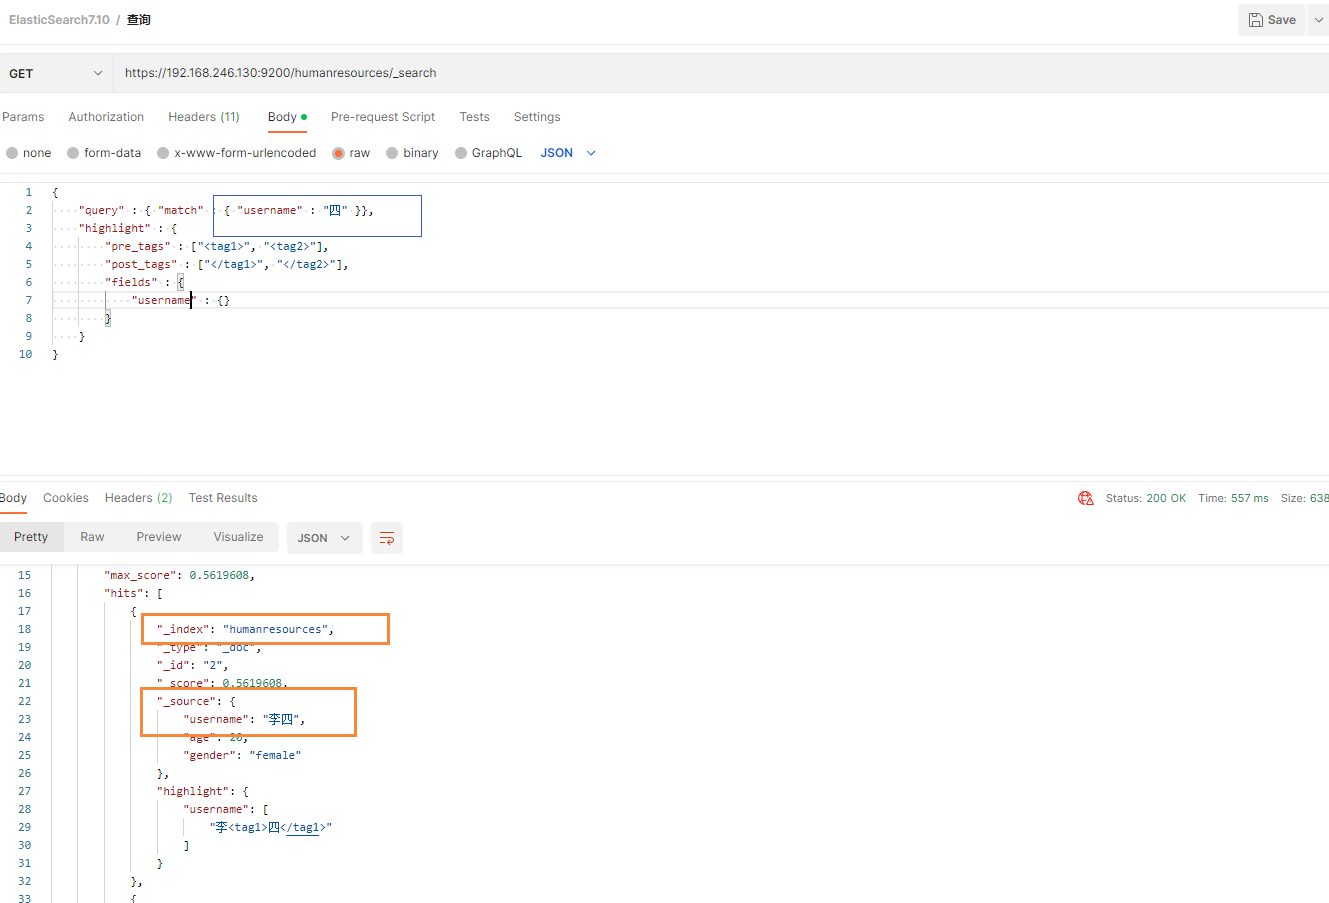 ElasticSearch7.10 / 查询
Save
GET
https://192.168.246.130:9200/humanresources/_search
Params Authorization Headers (11) Body Pre-request Script Tests Settings
none form-data x-www-form-urlencoded raw binary GraphQL JSON
1 {
2 "query" : { "match" : { "username" : "四" }},
3 "highlight" : {
4 "pre_tags" : ["<tag1>", "<tag2>"],
5 "post_tags" : ["</tag1>", "</tag2>"],
6 "fields" : {
7 "username" : {}
8 }
9 }
10 }
Body Cookies Headers (2) Test Results Status: 200 OK Time: 557 ms Size: 638
Pretty Raw Preview Visualize JSON
15 "max_score": 0.5619608,
16 "hits": [
17 {
18 "_index": "humanresources",
19 "_type": "_doc",
20 "_id": "2",
21 "_score": 0.5619608,
22 "_source": {
23 "username": "李四",
24 "age": 20,
25 "gender": "female"
26 },
27 "highlight": {
28 "username": [
29 "李<tag1>四</tag1>"
30 ]
31 }
32 },
33 {